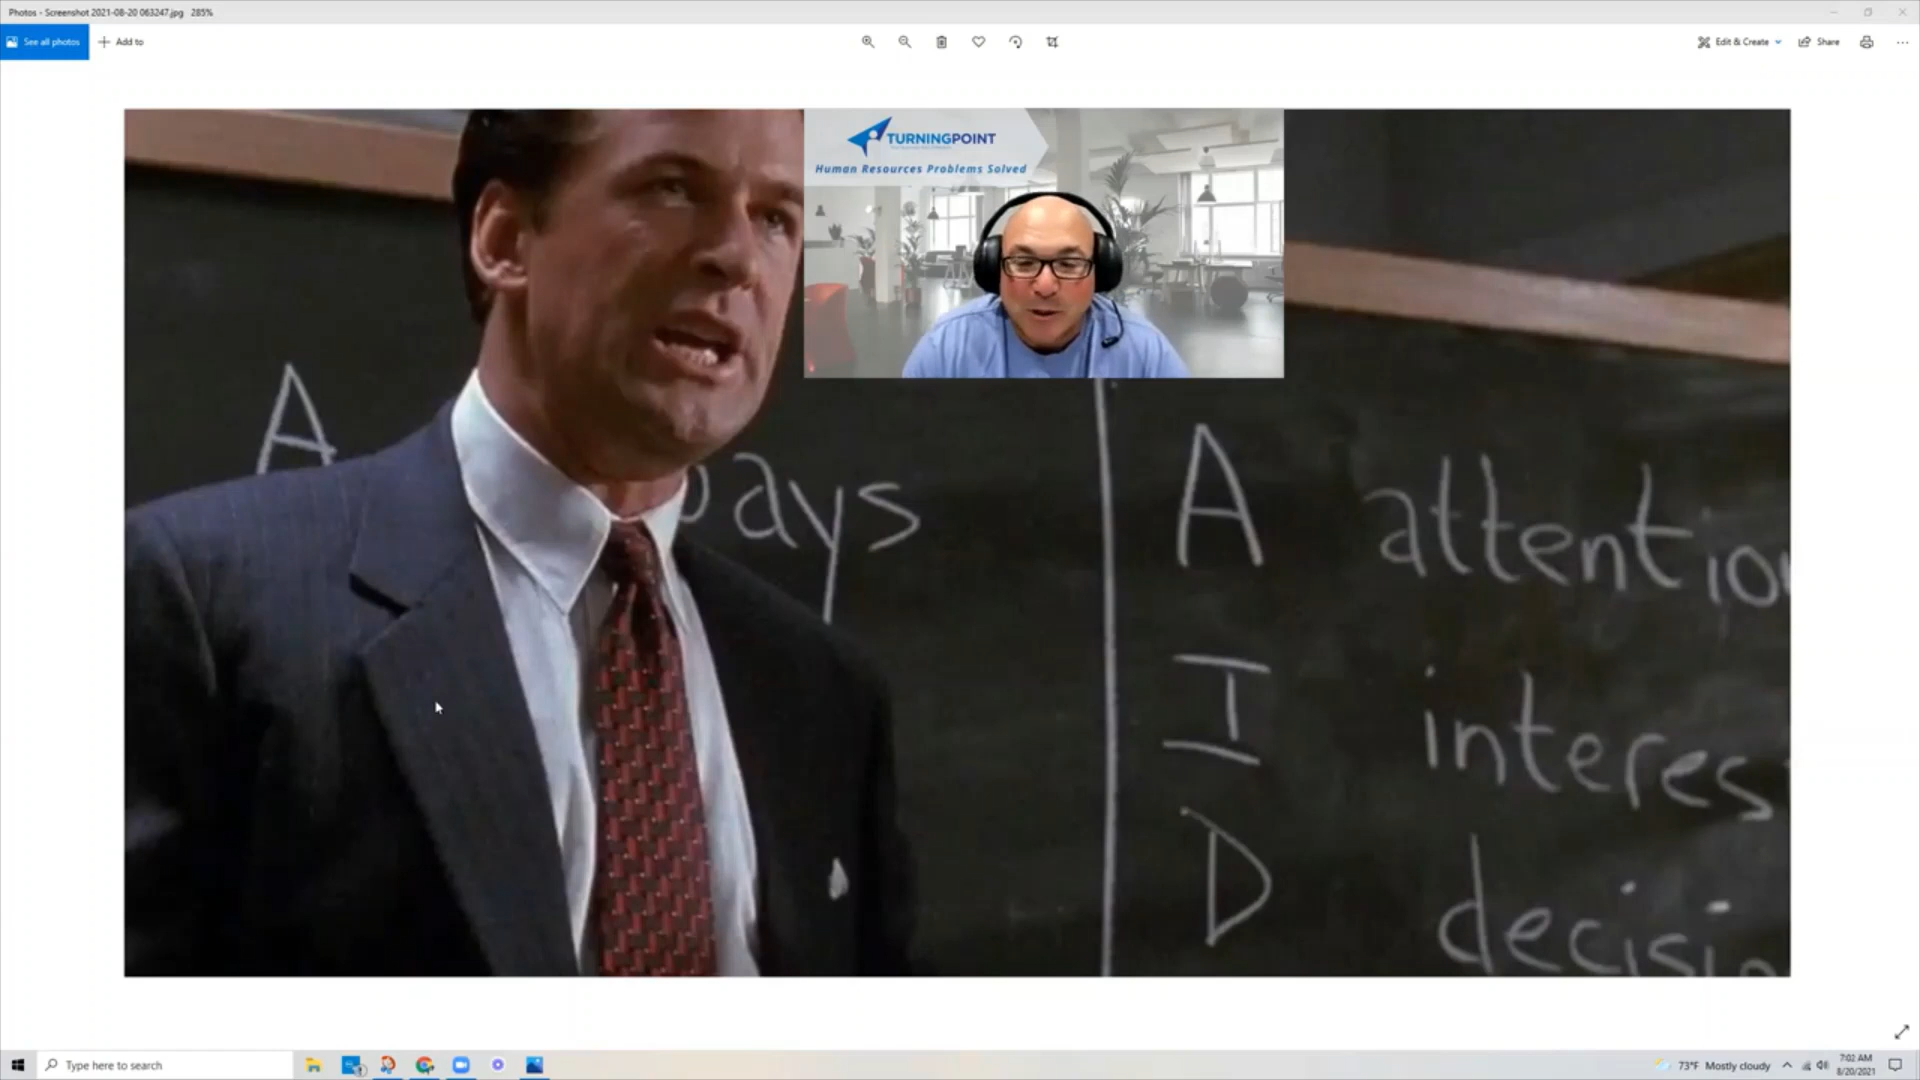 Photos - Screenshot 2021-08-20 063247.jpg 285%
See all photos
Add to
Edit & Create
Share
TURNINGPOINT
Human Resources Problems Solved
A
ays
A attentio
I interes
D decisi
Type here to search
73°F Mostly cloudy
7:02 AM
8/20/2021